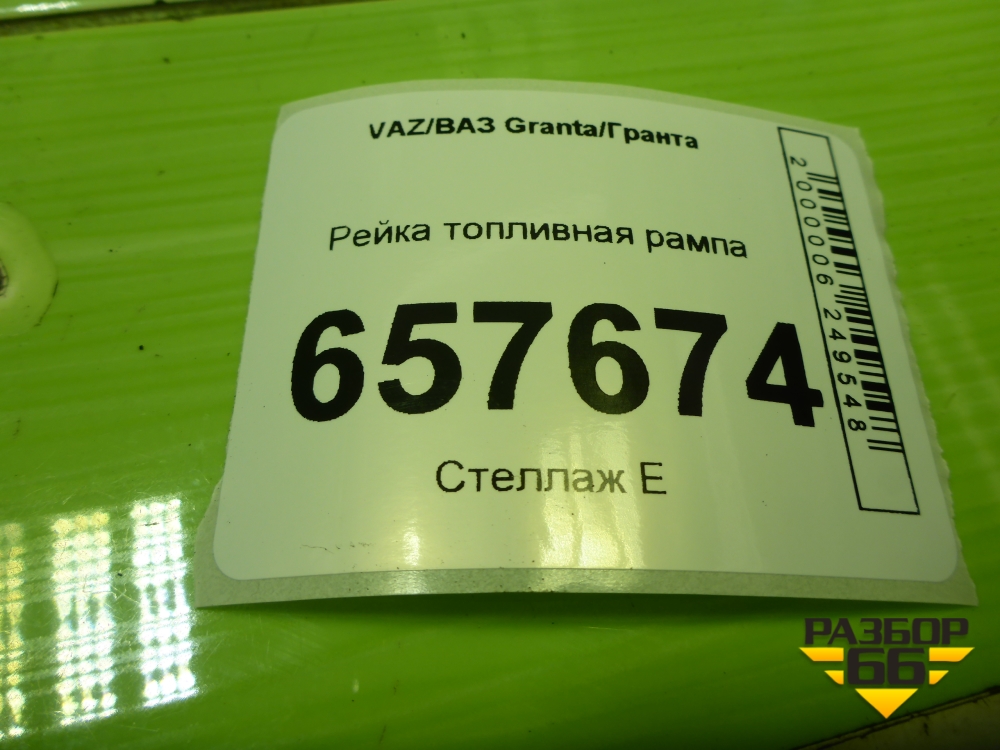 VAZ/ВАЗ Granta/Гранта
Рейка топливная рампа
657674
Стеллаж Е
2000006249548
РАЗБОР
66